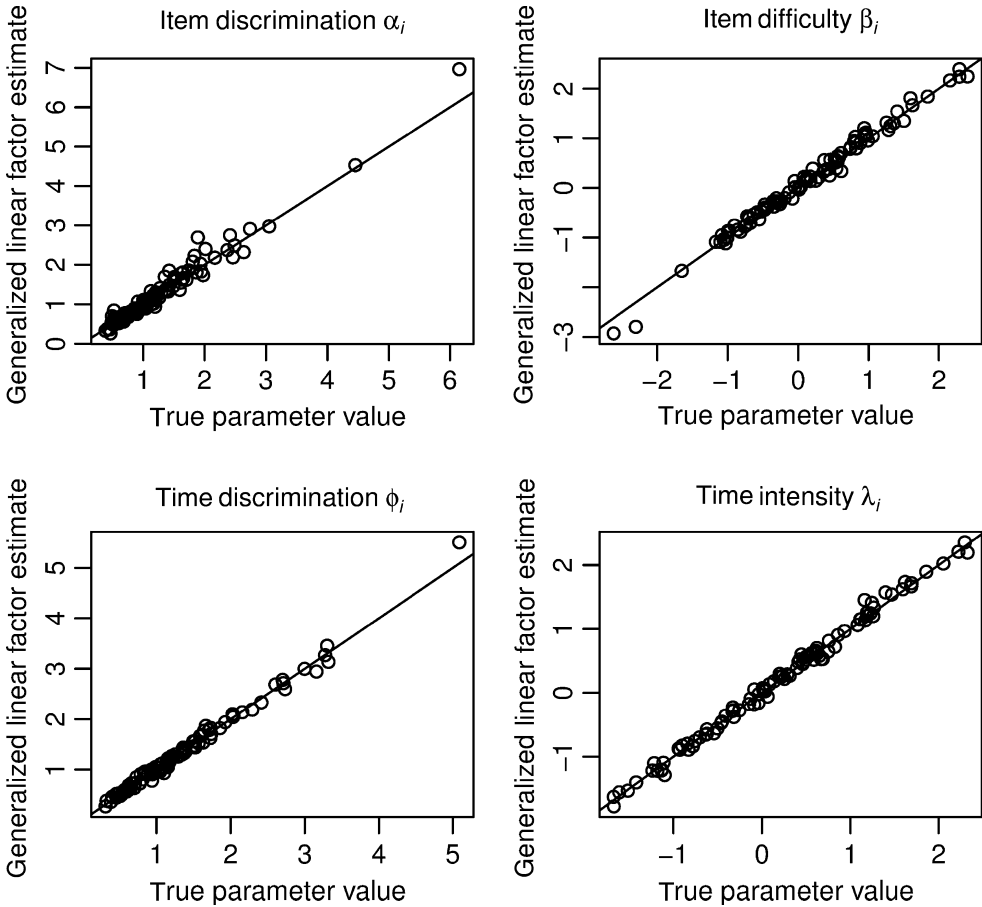 Item discrimination αi
Generalized linear factor estimate
7
6
5
4
3
2
1
0
1 2 3 4 5 6
True parameter value
Item difficulty βi
Generalized linear factor estimate
2
1
0
−1
−3
−2 −1 0 1 2
True parameter value
Time discrimination ϕi
Generalized linear factor estimate
5
4
3
2
1
1 2 3 4 5
True parameter value
Time intensity λi
Generalized linear factor estimate
2
1
0
−1
−1 0 1 2
True parameter value